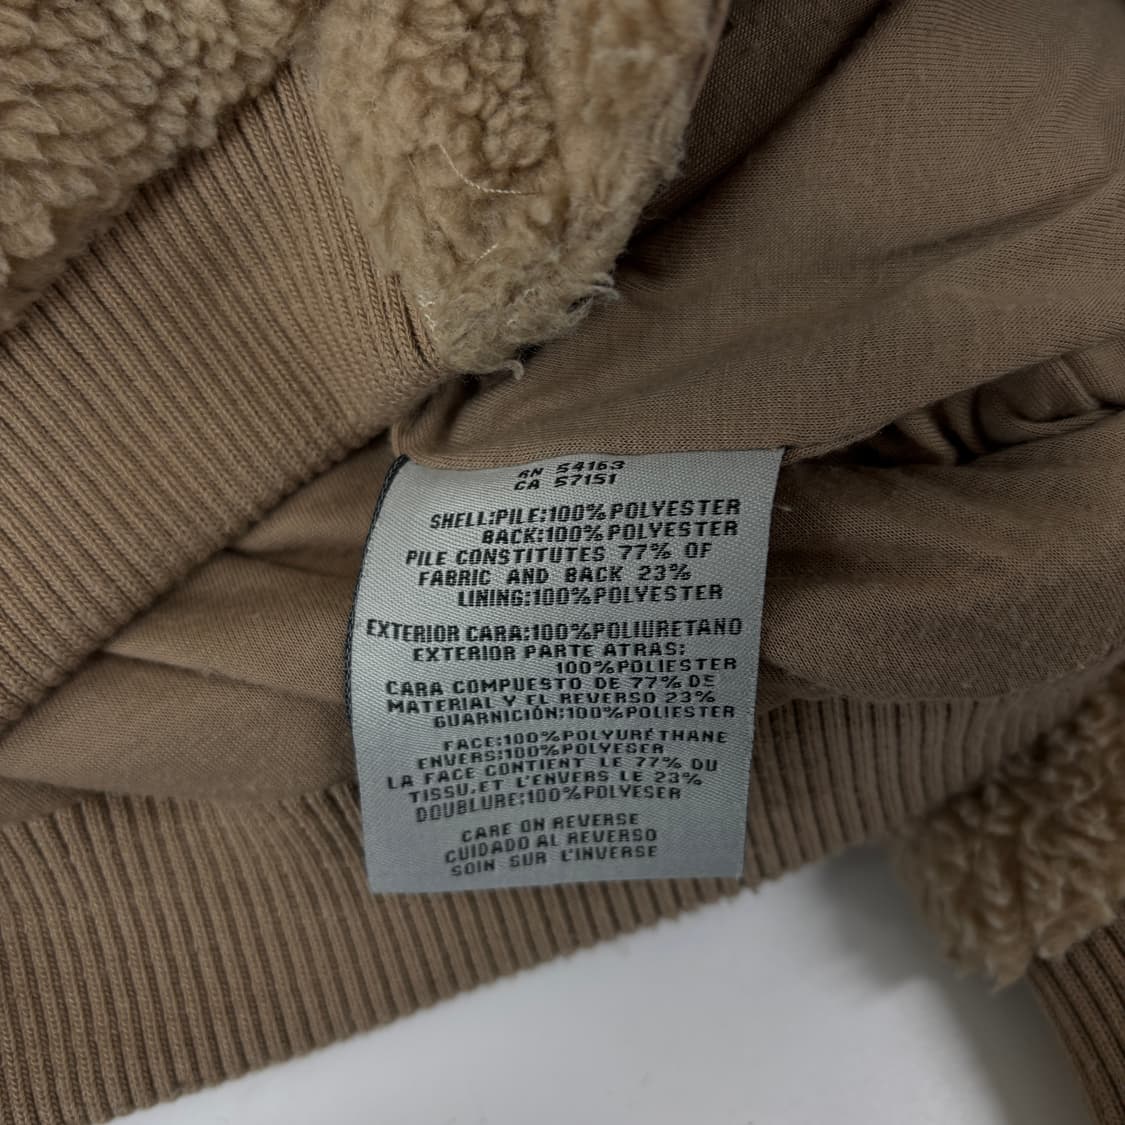 RN 54163
CA 57151
SHELL:PILE:100%POLYESTER
BACK:100%POLYESTER
PILE CONSTITUTES 77% OF
FABRIC AND BACK 23%
LINING:100%POLYESTER
EXTERIOR CARA:100%POLIURETANO
EXTERIOR PARTE ATRAS:
100%POLIESTER
CARA COMPUESTO DE 77% DE
MATERIAL Y EL REVERSO 23%
GUARNICIÓN:100%POLIESTER
FACE:100%POLYURÉTHANE
ENVERS:100%POLYESER
LA FACE CONTIENT LE 77% DU
TISSU,ET L'ENVERS LE 23%
DOUBLURE:100%POLYESER
CARE ON REVERSE
CUIDADO AL REVERSO
SOIN SUR L'INVERSE